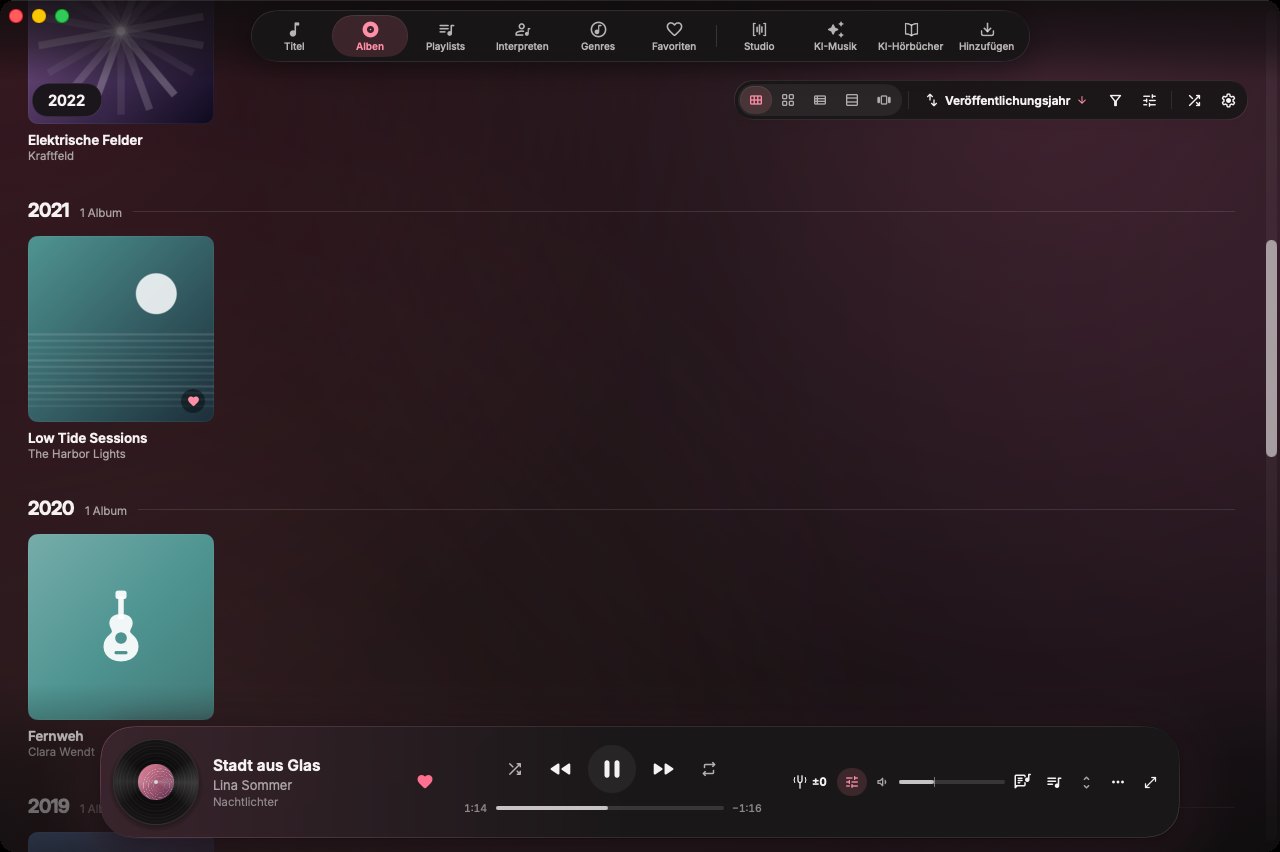 Titel
Alben
Playlists
Interpreten
Genres
Favoriten
Studio
KI-Musik
KI-Hörbücher
Hinzufügen
Veröffentlichungsjahr
2022
Elektrische Felder
Kraftfeld
2021 1 Album
Low Tide Sessions
The Harbor Lights
2020 1 Album
Fernweh
Clara Wendt
2019 1
Stadt aus Glas
Lina Sommer
Nachtlichter
1:14
−1:16
±0